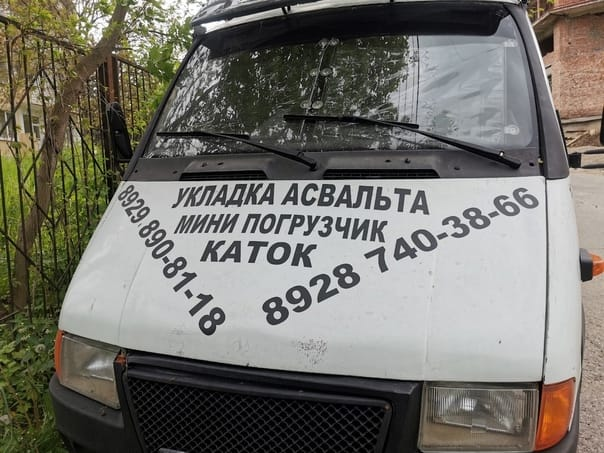 УКЛАДКА АСВАЛЬТА
МИНИ ПОГРУЗЧИК
КАТОК
8929-890-81-18
8928 740-38-66